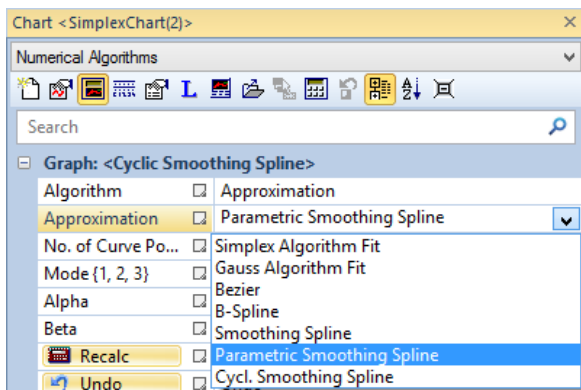 Chart <SimplexChart(2)>
Numerical Algorithms
L
Search
Graph: <Cyclic Smoothing Spline>
Algorithm Approximation
Approximation Parametric Smoothing Spline
No. of Curve Po... Simplex Algorithm Fit
Mode {1, 2, 3} Gauss Algorithm Fit
Bezier
Alpha B-Spline
Beta Smoothing Spline
Recalc Parametric Smoothing Spline
Undo Cycl. Smoothing Spline